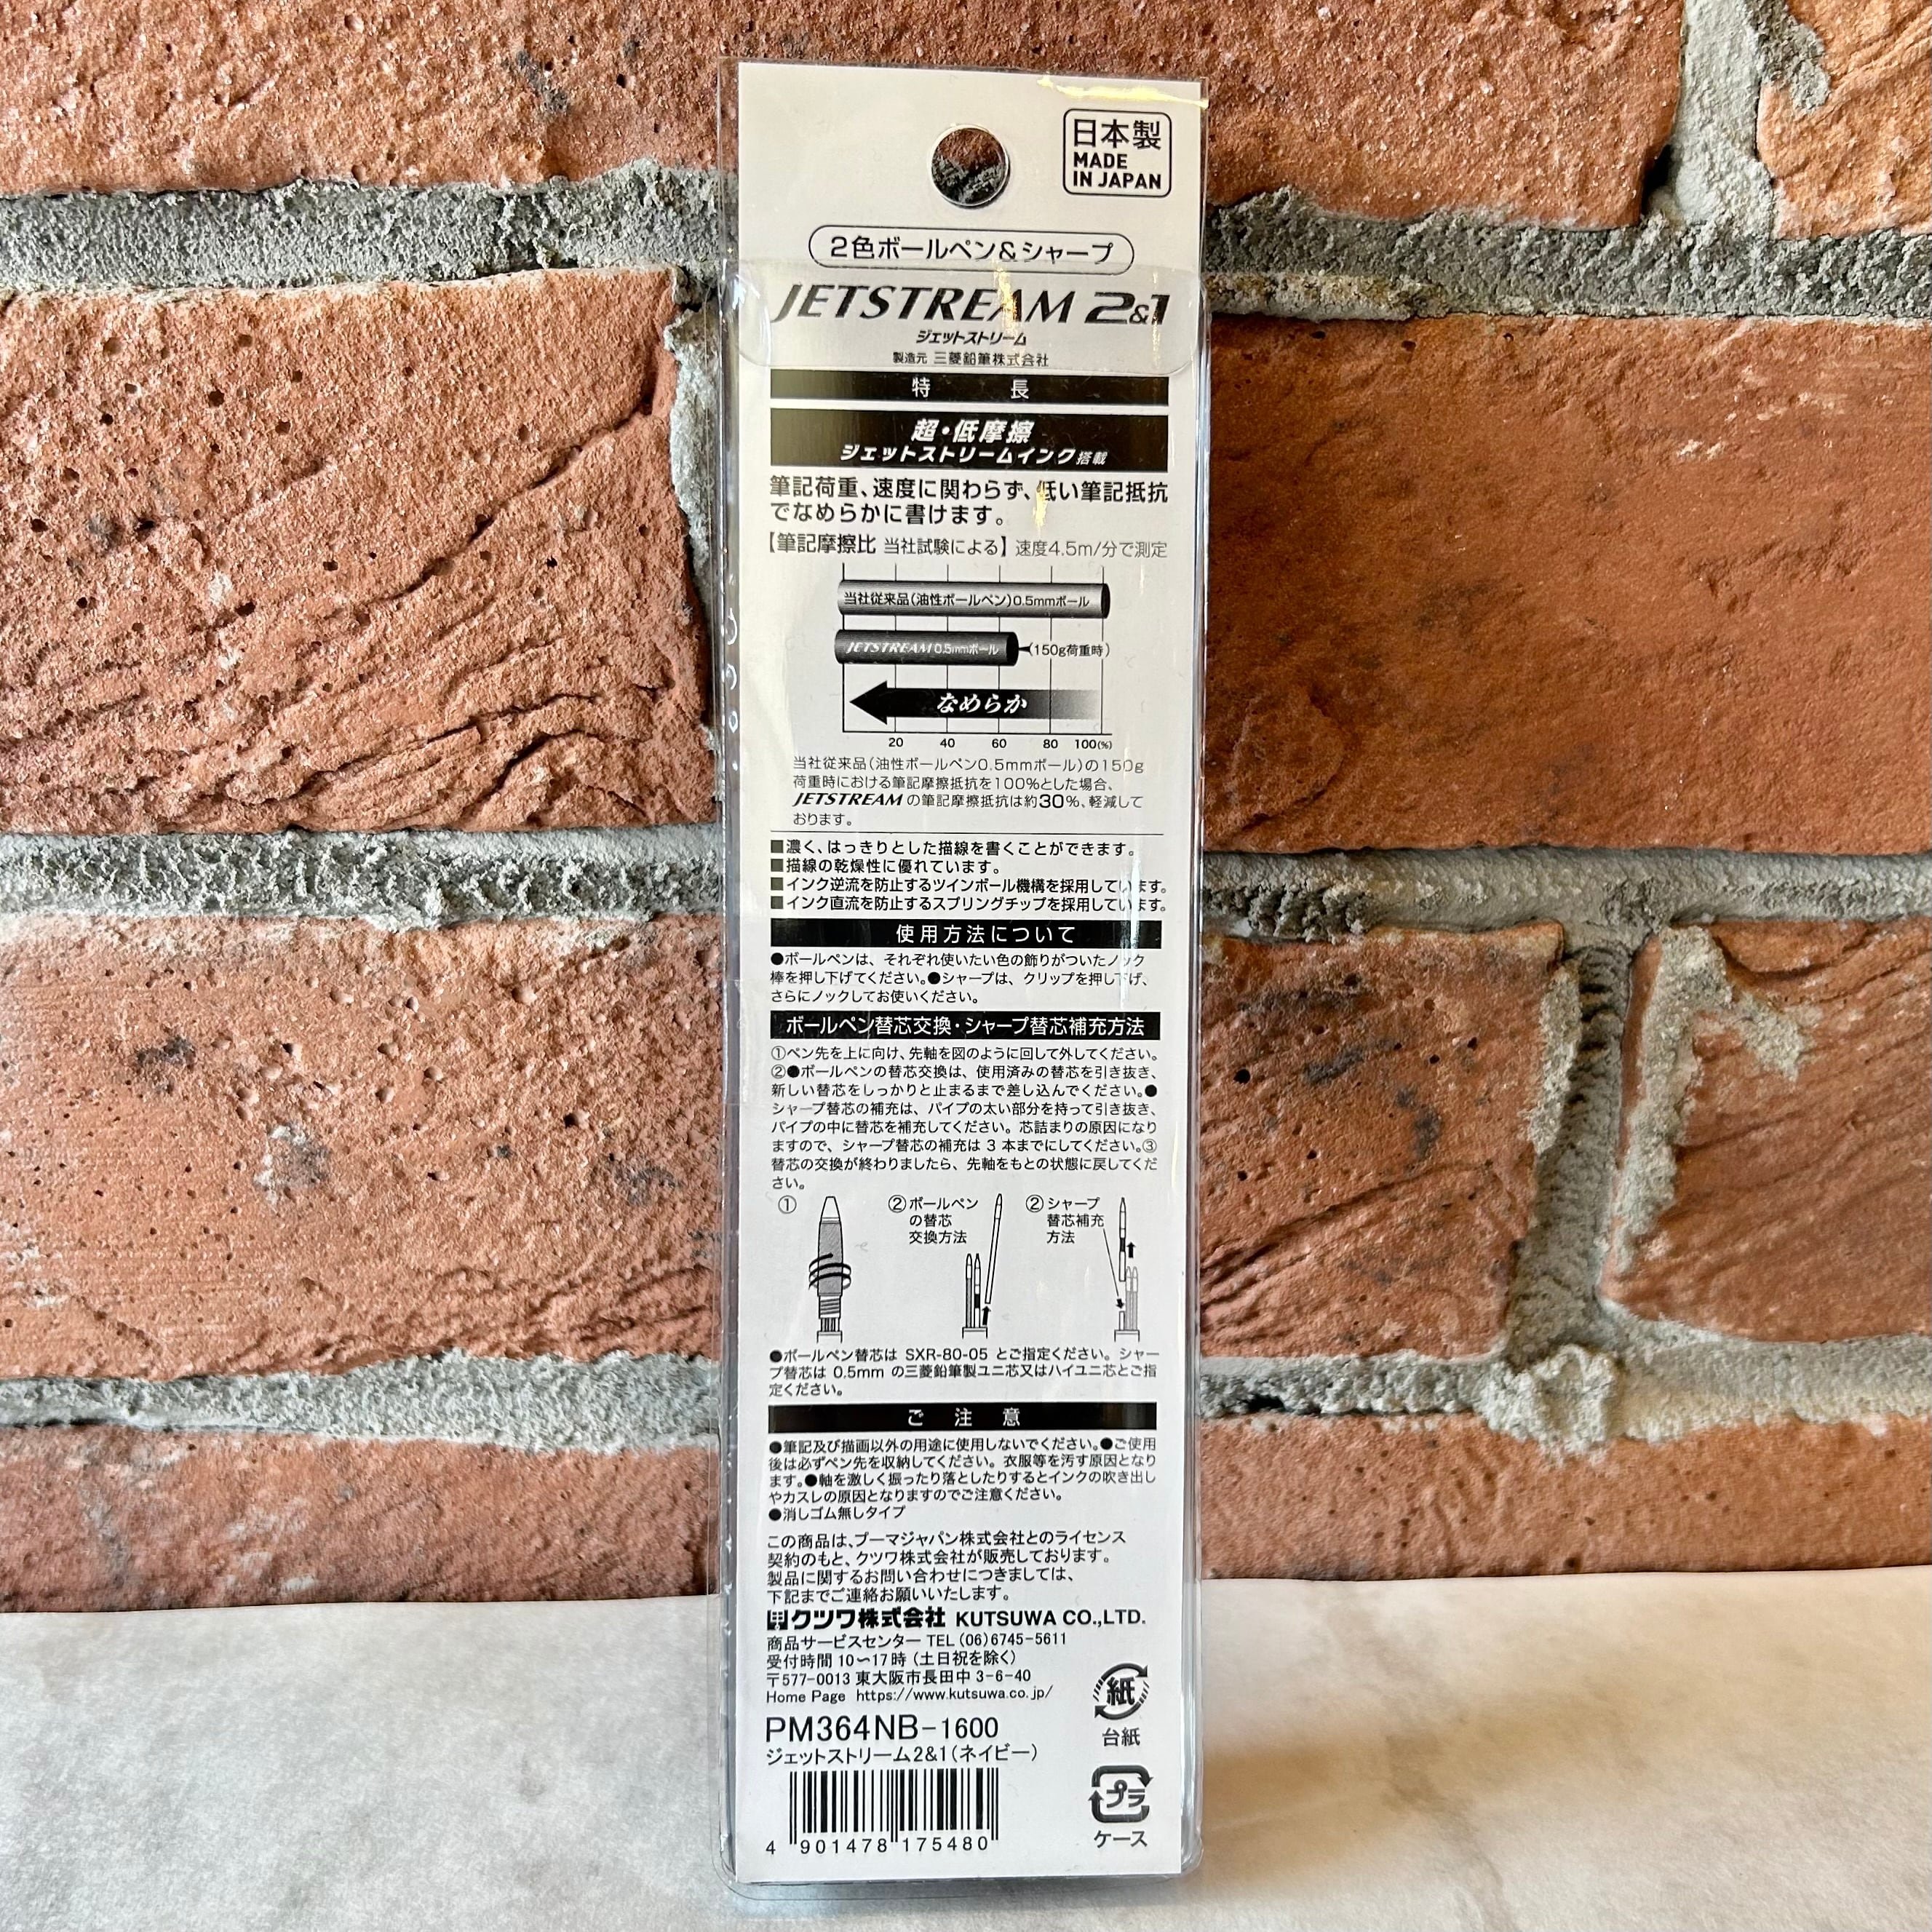 日本製
MADE
IN JAPAN
2色ボールペン&シャープ
JETSTREAM 2&1
ジェットストリーム
製造元 三菱鉛筆株式会社
特 長
超・低摩擦
ジェットストリームインク搭載
筆記荷重、速度に関わらず、低い筆記抵抗
でなめらかに書けます。
【筆記摩擦比 当社試験による】速度4.5m/分で測定
当社従来品(油性ボールペン)0.5mmボール
JETSTREAM 0.5mmボール (150g荷重時)
なめらか
20 40 60 80 100(%)
当社従来品(油性ボールペン0.5mmボール)の150g
荷重時における筆記摩擦抵抗を100%とした場合、
JETSTREAM の筆記摩擦抵抗は約30%、軽減して
おります。
■濃く、はっきりとした描線を書くことができます。
■描線の乾燥性に優れています。
■インク逆流を防止するツインボール機構を採用しています。
■インク直流を防止するスプリングチップを採用しています。
使用方法について
●ボールペンは、それぞれ使いたい色の飾りがついたノック
棒を押し下げてください。●シャープは、クリップを押し下げ、
さらにノックしてお使いください。
ボールペン替芯交換・シャープ替芯補充方法
①ペン先を上に向け、先軸を図のように回して外してください。
②●ボールペンの替芯交換は、使用済みの替芯を引き抜き、
新しい替芯をしっかりと止まるまで差し込んでください。●
シャープ替芯の補充は、パイプの太い部分を持って引き抜き、
パイプの中に替芯を補充してください。芯詰まりの原因になり
ますので、シャープ替芯の補充は 3 本までにしてください。③
替芯の交換が終わりましたら、先軸をもとの状態に戻してくだ
さい。
①
②ボールペン
の替芯
交換方法
②シャープ
替芯補充
方法
●ボールペン替芯は SXR-80-05 とご指定ください。シャー
プ替芯は 0.5mm の三菱鉛筆製ユニ芯又はハイユニ芯とご指
定ください。
ご 注 意
●筆記及び描画以外の用途に使用しないでください。●ご使用
後は必ずペン先を収納してください。衣服等を汚す原因となり
ます。●軸を激しく振ったり落としたりするとインクの吹き出し
やカスレの原因となりますのでご注意ください。
●消しゴム無しタイプ
この商品は、プーマジャパン株式会社とのライセンス
契約のもと、クツワ株式会社が販売しております。
製品に関するお問い合わせにつきましては、
下記までご連絡お願いいたします。
クツワ株式会社 KUTSUWA CO.,LTD.
商品サービスセンター TEL (06)6745-5611
受付時間 10〜17時 (土日祝を除く)
〒577-0013 東大阪市長田中 3-6-40
Home Page https://www.kutsuwa.co.jp/
紙
台紙
PM364NB-1600
ジェットストリーム2&1(ネイビー)
プラ
ケース
4 901478 175480